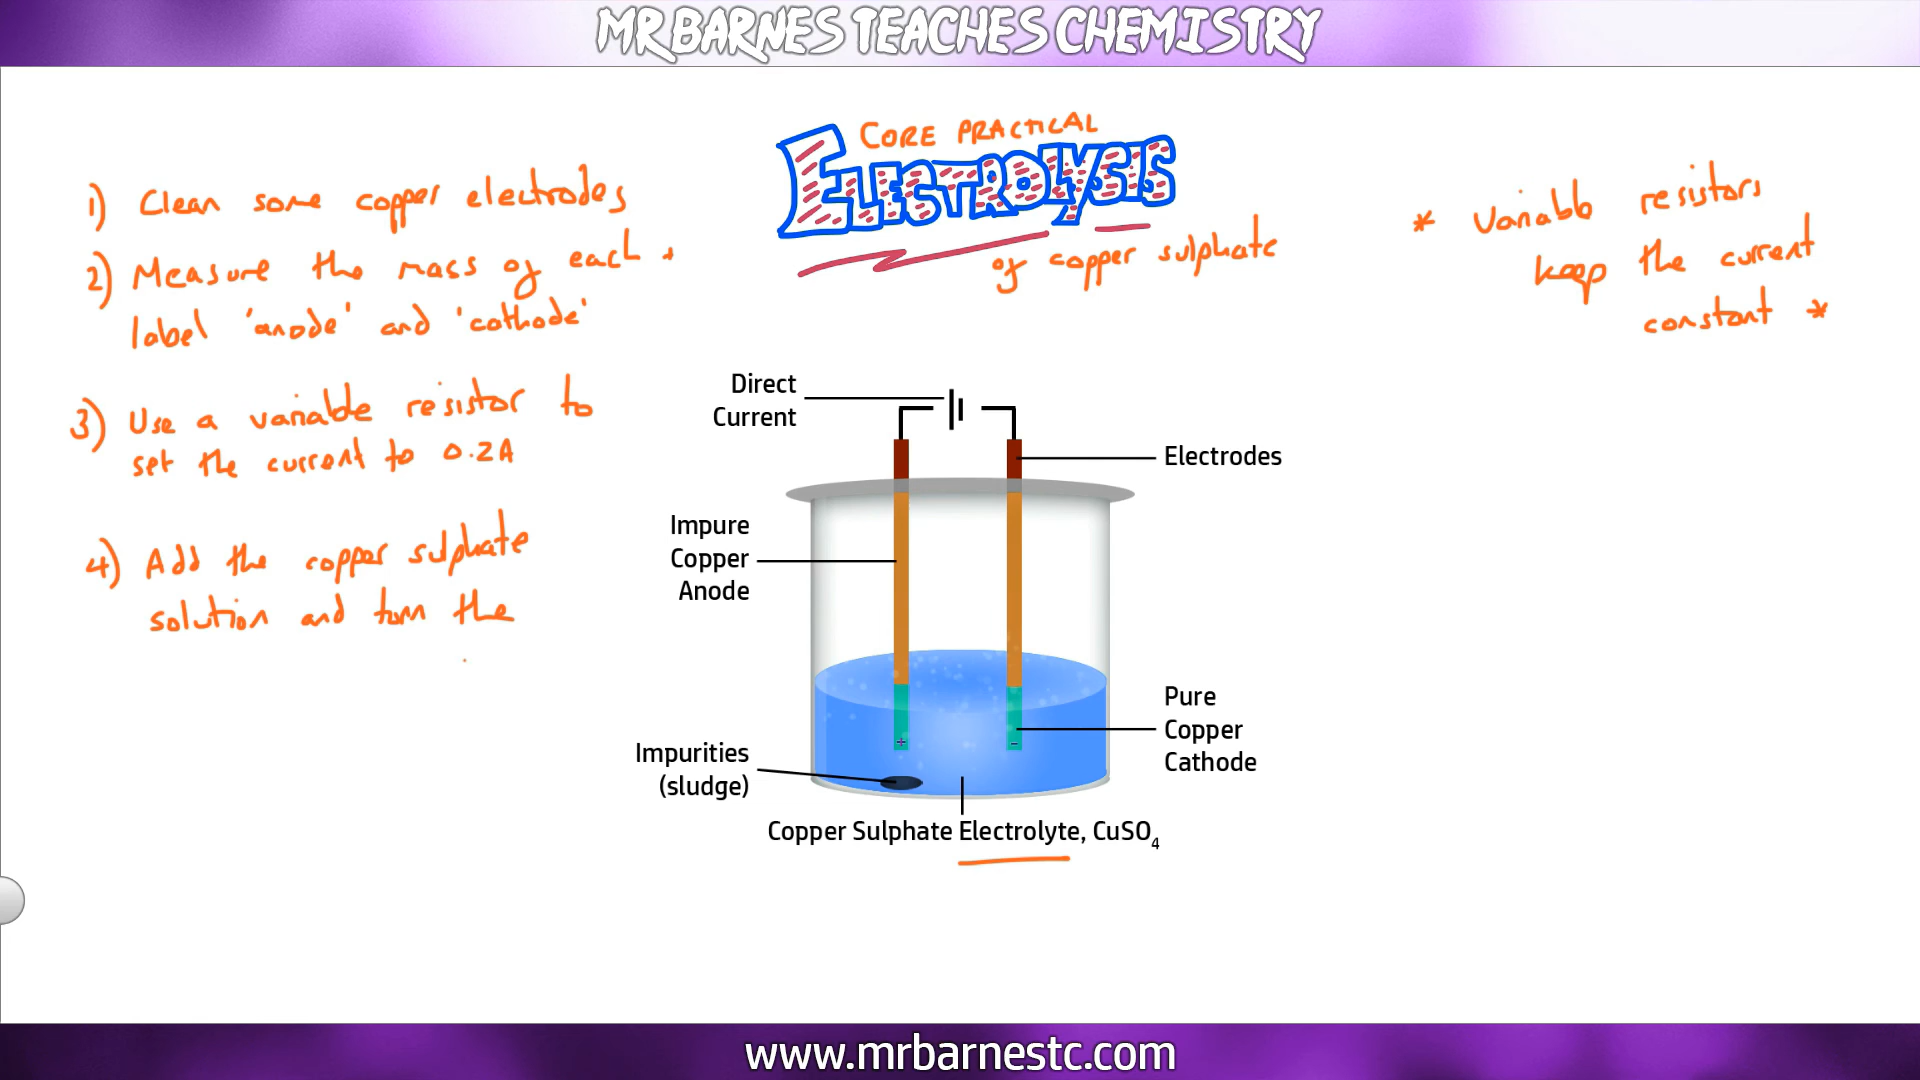 MR BARNES TEACHES CHEMISTRY
CORE PRACTICAL
ELECTROLYSIS
of copper sulphate
1) Clean some copper electrodes
2) Measure the mass of each +
label 'anode' and 'cathode'
3) Use a variable resistor to
set the current to 0.2A
4) Add the copper sulphate
solution and turn the
* Variable resistors
keep the current
constant *
Direct
Current
Electrodes
Impure
Copper
Anode
Pure
Copper
Cathode
+
-
Impurities
(sludge)
Copper Sulphate Electrolyte, CuSO4
www.mrbarnestc.com